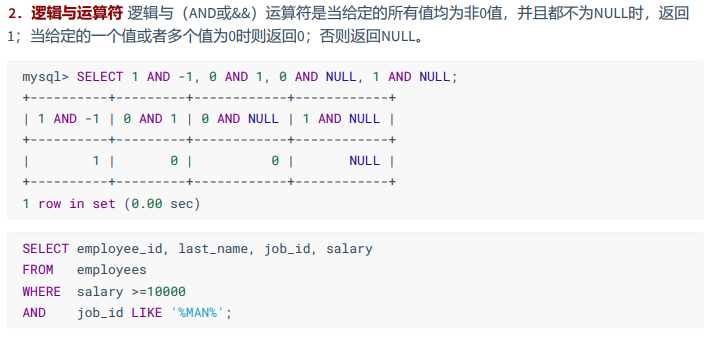 2．逻辑与运算符 逻辑与（AND或&&）运算符是当给定的所有值均为非0值，并且都不为NULL时，返回
1；当给定的一个值或者多个值为0时则返回0；否则返回NULL。
mysql> SELECT 1 AND -1, 0 AND 1, 0 AND NULL, 1 AND NULL;
+----------+---------+------------+------------+
| 1 AND -1 | 0 AND 1 | 0 AND NULL | 1 AND NULL |
+----------+---------+------------+------------+
|        1 |       0 |          0 |       NULL |
+----------+---------+------------+------------+
1 row in set (0.00 sec)
SELECT employee_id, last_name, job_id, salary
FROM   employees
WHERE  salary >=10000
AND    job_id LIKE '%MAN%';